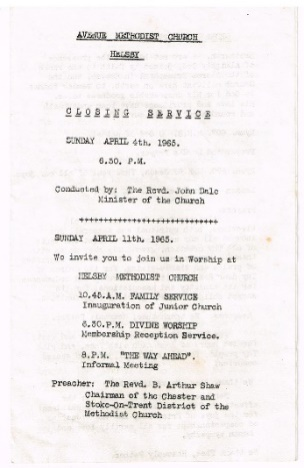 AVENUE METHODIST CHURCH
HELSBY
CLOSING SERVICE
SUNDAY APRIL 4th. 1965.
6.30. P.M.
Conducted by: The Revd. John Dale
Minister of the Church
++++++++++++++++++++++++++++
SUNDAY APRIL 11th. 1965.
We invite you to join us in Worship at
HELSBY METHODIST CHURCH
10.45.A.M. FAMILY SERVICE
Inauguration of Junior Church
6.30.P.M. DIVINE WORSHIP
Membership Reception Service.
8.P.M. "THE WAY AHEAD".
Informal Meeting
Preacher: The Revd. B. Arthur Shaw
Chairman of the Chester and
Stoke-On-Trent District of the
Methodist Church